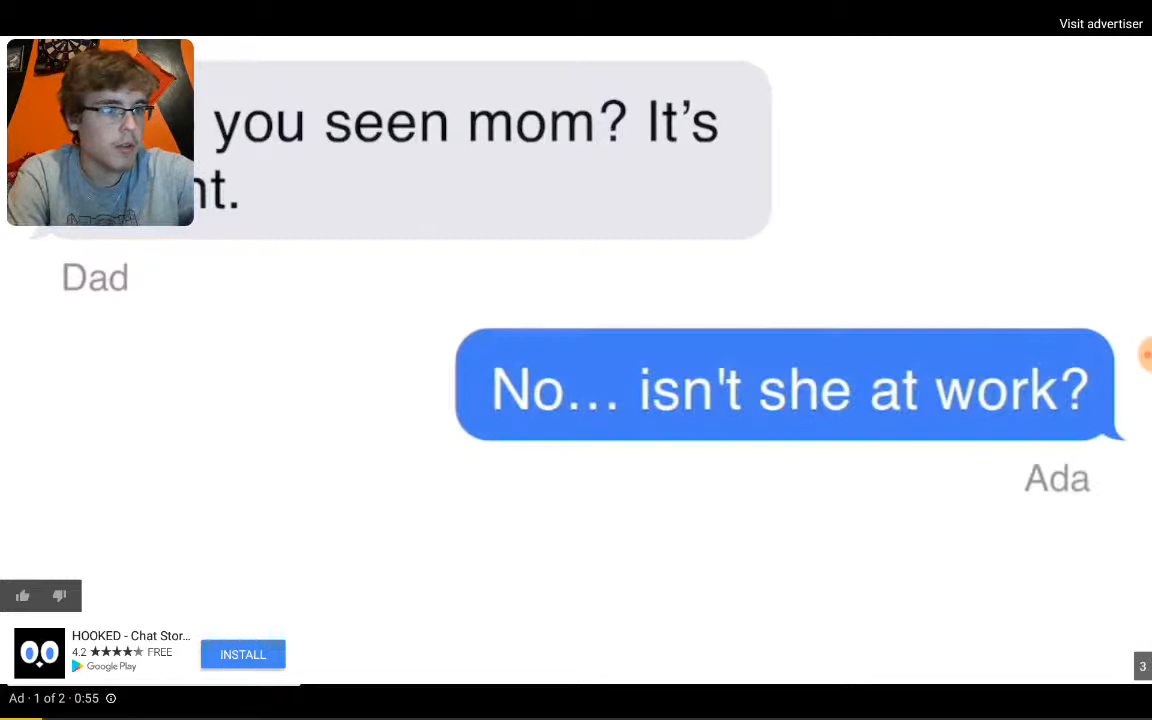 Visit advertiser
you seen mom? It’s
nt.
Dad
No... isn't she at work?
Ada
HOOKED - Chat Stor...
4.2 ★★★★★ FREE
Google Play
INSTALL
3
Ad · 1 of 2 · 0:55